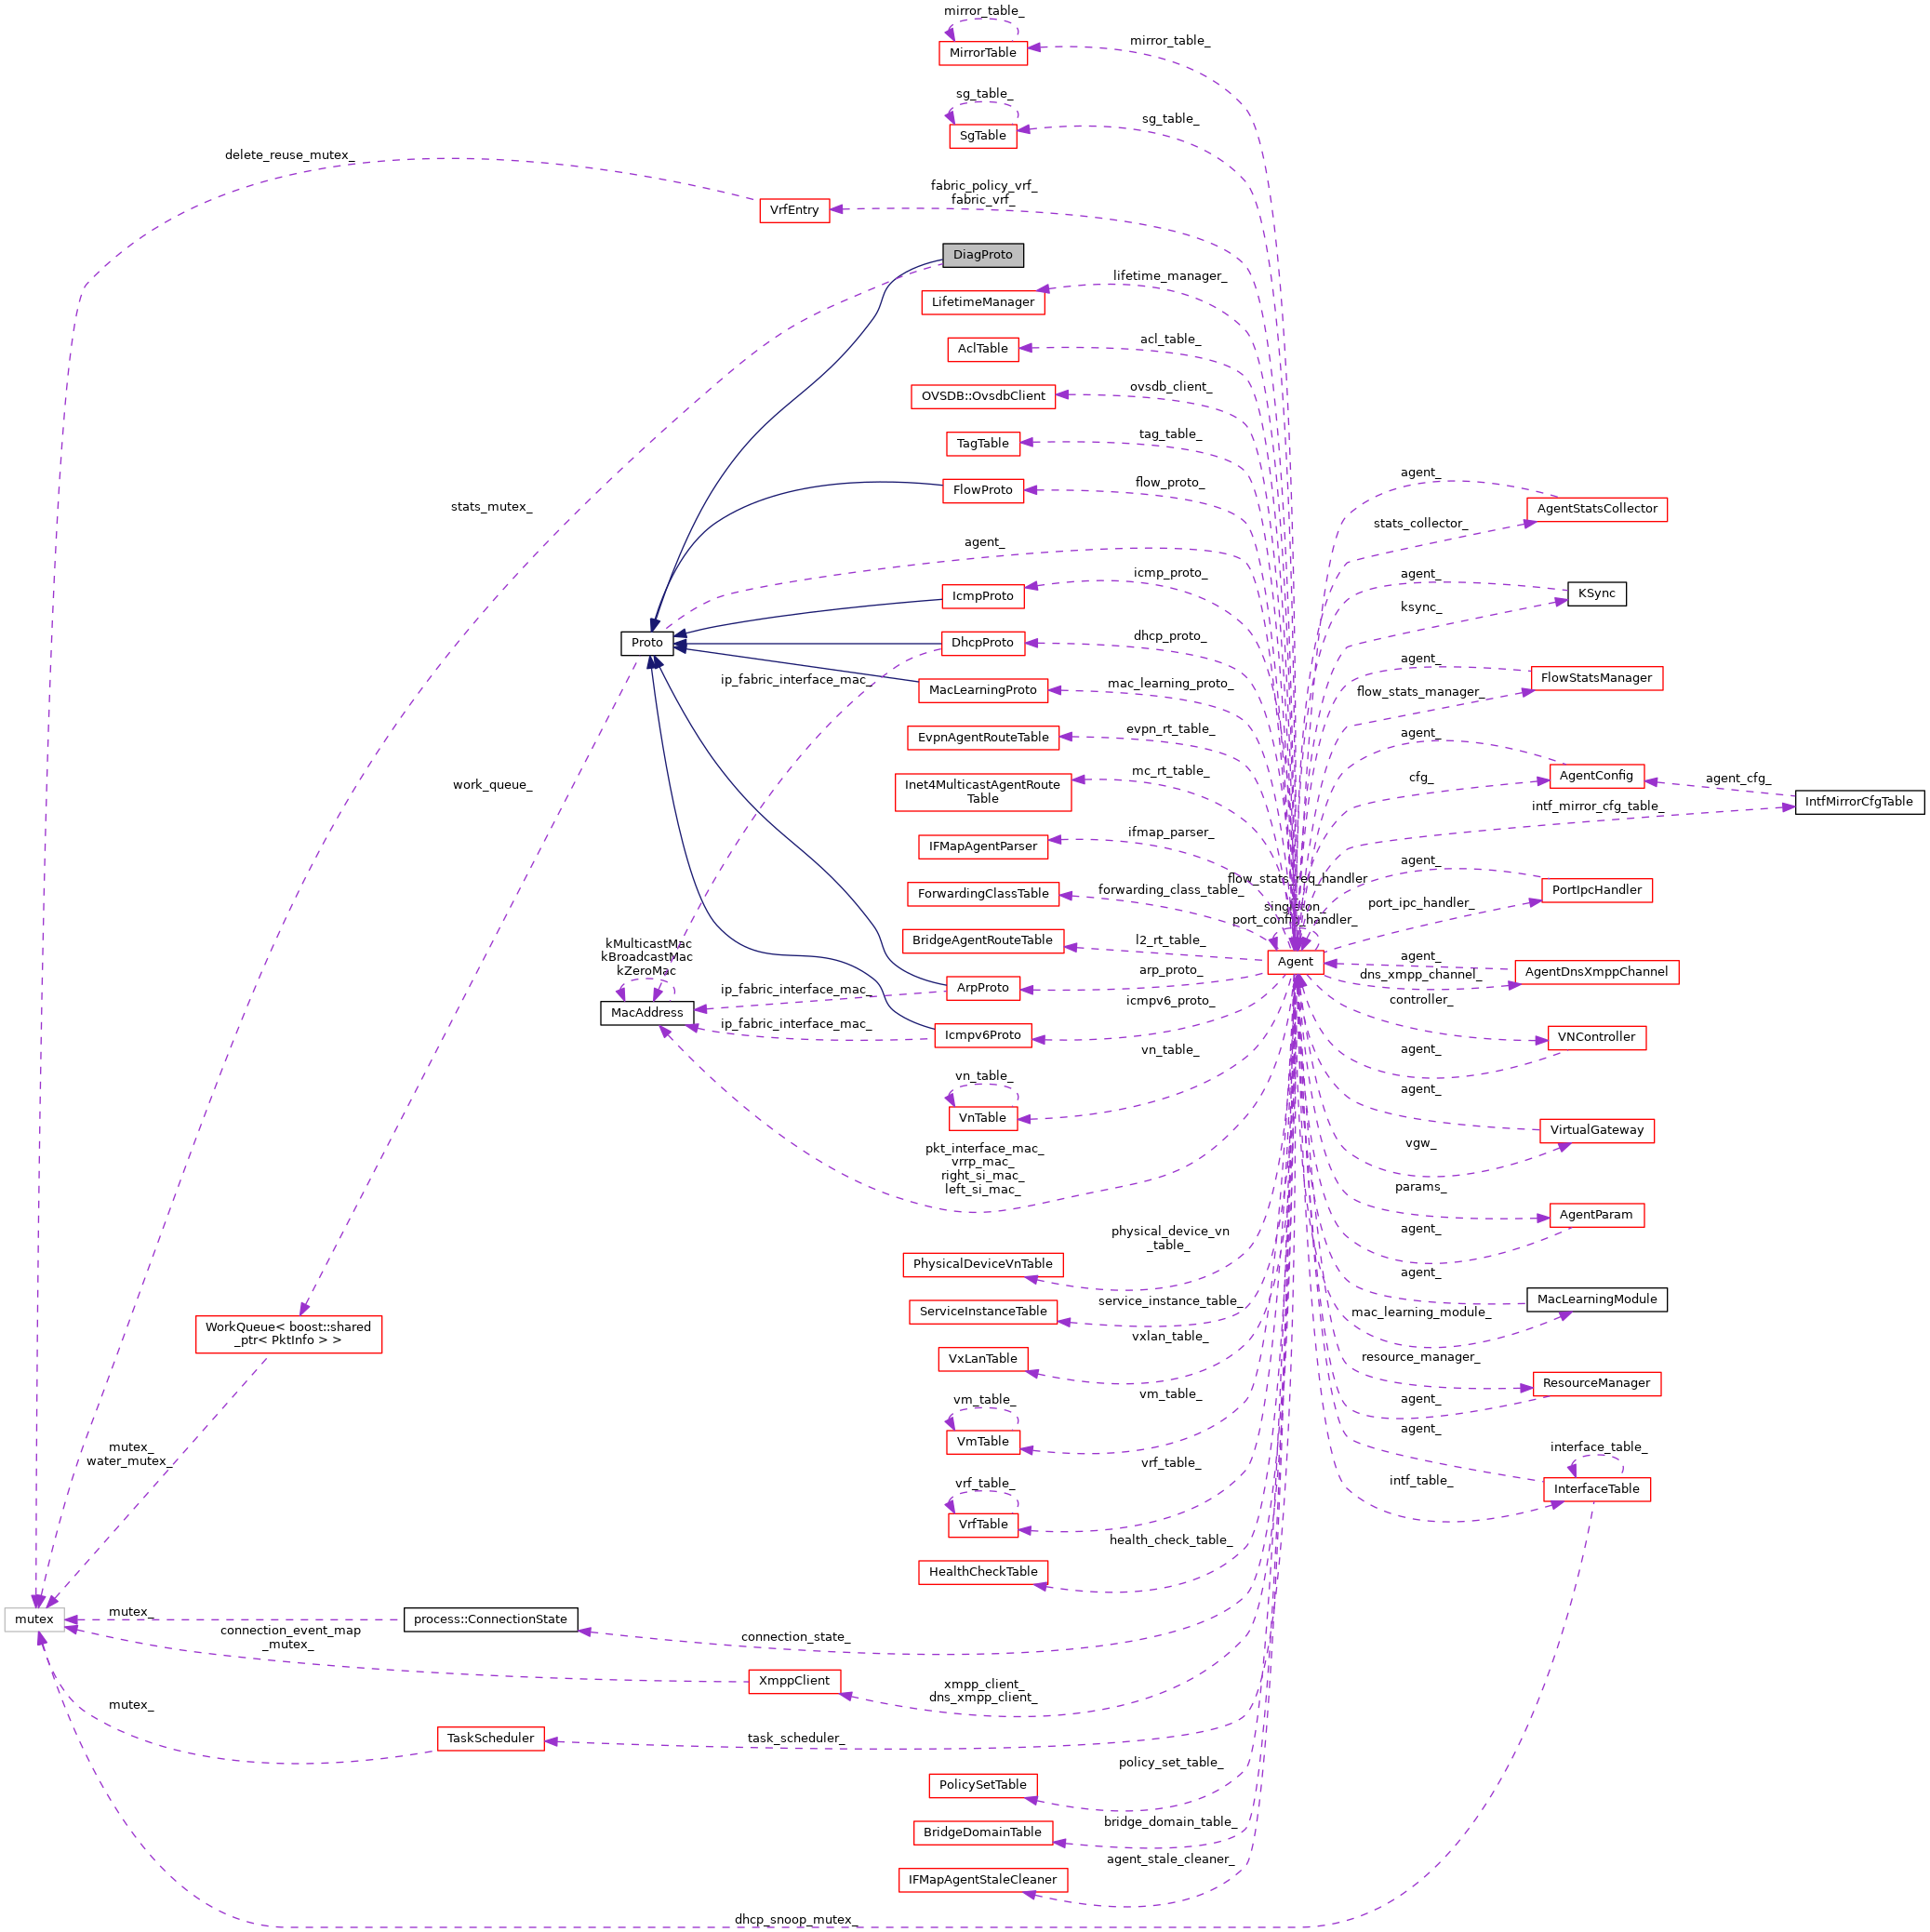 mirror_table_
MirrorTable
mirror_table_
sg_table_
sg_table_
SgTable
delete_reuse_mutex_
fabric_policy_vrf_
fabric_vrf_
VrfEntry
DiagProto
lifetime_manager_
LifetimeManager
acl_table_
AclTable
ovsdb_client_
OVSDB::OvsdbClient
tag_table_
TagTable
agent_
flow_proto_
FlowProto
stats_mutex_
AgentStatsCollector
stats_collector_
agent_
icmp_proto_
agent_
IcmpProto
KSync
ksync_
dhcp_proto_
Proto
DhcpProto
agent_
ip_fabric_interface_mac_
mac_learning_proto_
FlowStatsManager
MacLearningProto
flow_stats_manager_
evpn_rt_table_
EvpnAgentRouteTable
agent_
mc_rt_table_
work_queue_
Inet4MulticastAgentRoute
Table
cfg_
AgentConfig
agent_cfg_
IntfMirrorCfgTable
intf_mirror_cfg_table_
ifmap_parser_
IFMapAgentParser
agent_
flow_stats_req_handler
forwarding_class_table_
ForwardingClassTable
PortIpcHandler
port_ipc_handler_
singleton_
port_config_handler_
l2_rt_table_
BridgeAgentRouteTable
kMulticastMac
kBroadcastMac
kZeroMac
agent_
Agent
arp_proto_
dns_xmpp_channel_
AgentDnsXmppChannel
ip_fabric_interface_mac_
ArpProto
MacAddress
icmpv6_proto_
controller_
ip_fabric_interface_mac_
Icmpv6Proto
VNController
vn_table_
agent_
vn_table_
agent_
VnTable
VirtualGateway
vgw_
pkt_interface_mac_
vrrp_mac_
right_si_mac_
left_si_mac_
params_
AgentParam
physical_device_vn
_table_
agent_
PhysicalDeviceVnTable
agent_
service_instance_table_
ServiceInstanceTable
MacLearningModule
mac_learning_module_
WorkQueue< boost::shared
_ptr< PktInfo > >
vxlan_table_
VxLanTable
resource_manager_
ResourceManager
vm_table_
vm_table_
agent_
VmTable
agent_
mutex_
water_mutex_
vrf_table_
interface_table_
vrf_table_
intf_table_
InterfaceTable
VrfTable
health_check_table_
HealthCheckTable
mutex_
mutex
process::ConnectionState
connection_event_map
_mutex_
connection_state_
XmppClient
xmpp_client_
dns_xmpp_client_
mutex_
TaskScheduler
task_scheduler_
policy_set_table_
PolicySetTable
bridge_domain_table_
BridgeDomainTable
agent_stale_cleaner_
IFMapAgentStaleCleaner
dhcp_snoop_mutex_